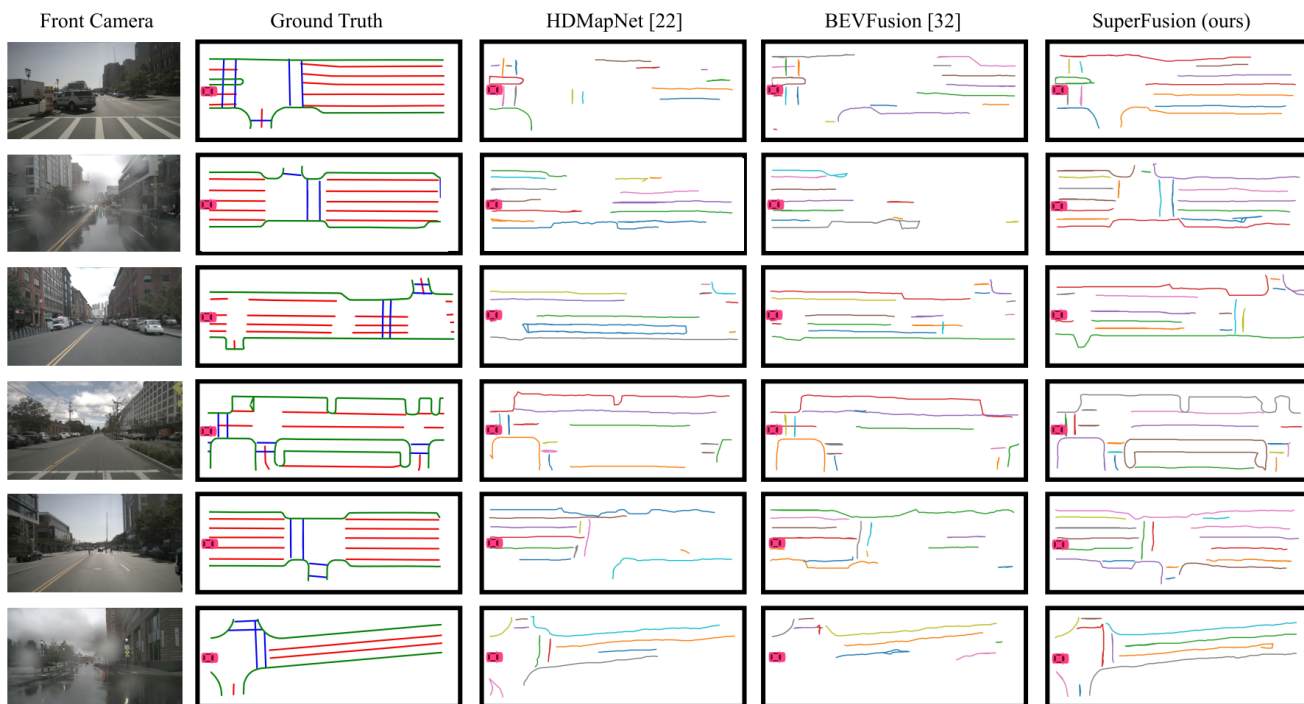 Front Camera
Ground Truth
HDMapNet [22]
BEVFusion [32]
SuperFusion (ours)